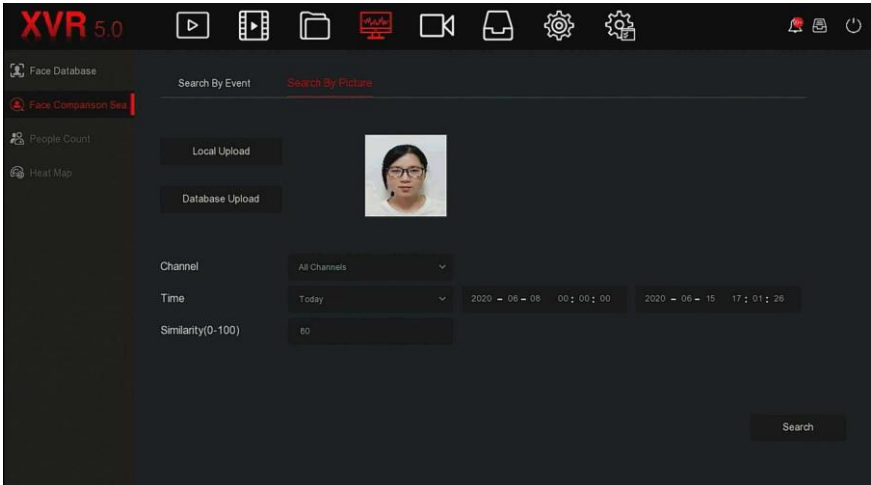 XVR 5.0
Face Database
Search By Event
Search By Picture
Face Comparison Sea..
People Count
Local Upload
Heat Map
Database Upload
Channel
All Channels
Time
Today
2020 - 06 - 08 00 : 00 : 00
2020 - 06 - 15 17 : 01 : 26
Similarity(0-100)
80
Search